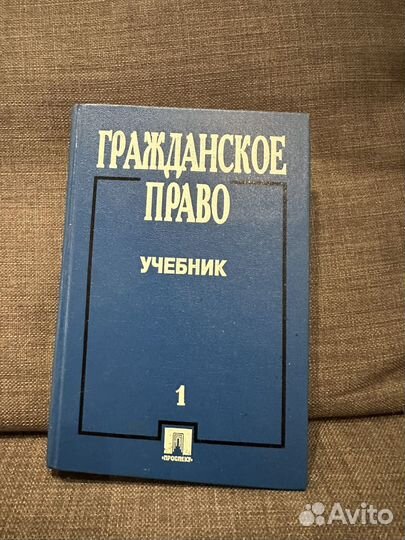 ГРАЖДАНСКОЕ
ПРАВО
УЧЕБНИК
1
«ПРОСПЕКТ»
Avito